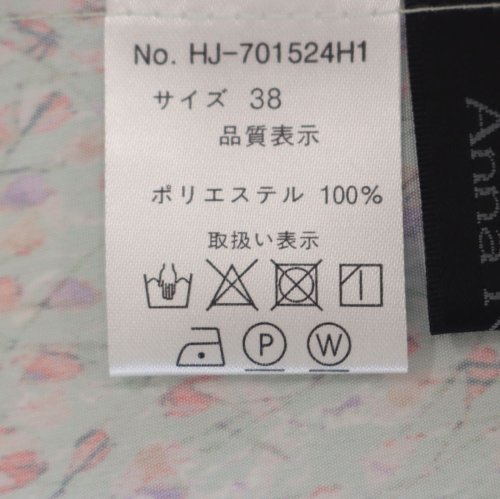 No. HJ-701524H1
サイズ 38
品質表示
ポリエステル 100%
取扱い表示
P W
Anna